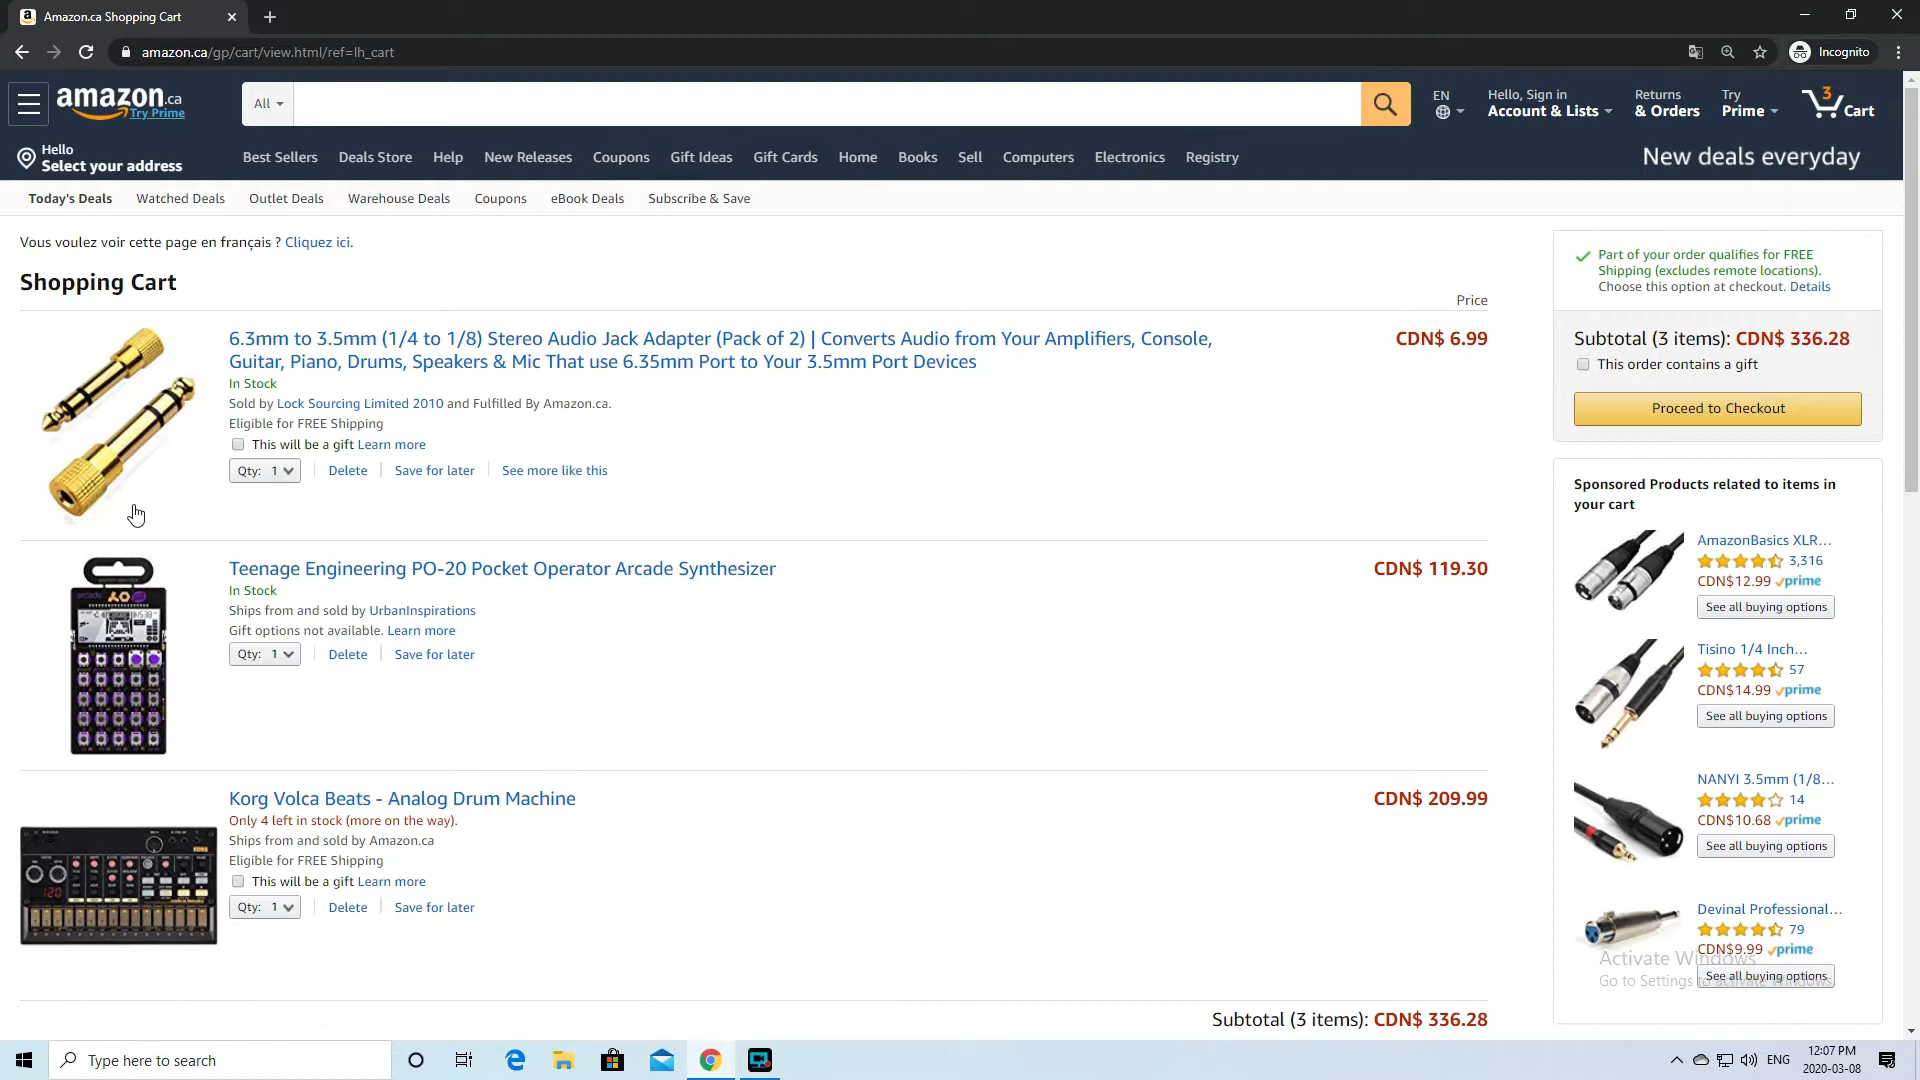 Amazon.ca Shopping Cart
amazon.ca/gp/cart/view.html/ref=lh_cart
Incognito
amazon.ca
Try Prime
All
EN
Hello, Sign in
Account & Lists
Returns
& Orders
Try
Prime
3
Cart
Hello
Select your address
Best Sellers
Deals Store
Help
New Releases
Coupons
Gift Ideas
Gift Cards
Home
Books
Sell
Computers
Electronics
Registry
New deals everyday
Today's Deals
Watched Deals
Outlet Deals
Warehouse Deals
Coupons
eBook Deals
Subscribe & Save
Vous voulez voir cette page en français ? Cliquez ici.
Shopping Cart
Price
6.3mm to 3.5mm (1/4 to 1/8) Stereo Audio Jack Adapter (Pack of 2) | Converts Audio from Your Amplifiers, Console,
Guitar, Piano, Drums, Speakers & Mic That use 6.35mm Port to Your 3.5mm Port Devices
CDN$ 6.99
In Stock
Sold by Lock Sourcing Limited 2010 and Fulfilled By Amazon.ca.
Eligible for FREE Shipping
This will be a gift Learn more
Qty: 1
Delete
Save for later
See more like this
Teenage Engineering PO-20 Pocket Operator Arcade Synthesizer
CDN$ 119.30
In Stock
Ships from and sold by UrbanInspirations
Gift options not available. Learn more
Qty: 1
Delete
Save for later
Korg Volca Beats - Analog Drum Machine
CDN$ 209.99
Only 4 left in stock (more on the way).
Ships from and sold by Amazon.ca
Eligible for FREE Shipping
This will be a gift Learn more
Qty: 1
Delete
Save for later
Subtotal (3 items): CDN$ 336.28
Part of your order qualifies for FREE
Shipping (excludes remote locations).
Choose this option at checkout. Details
Subtotal (3 items): CDN$ 336.28
This order contains a gift
Proceed to Checkout
Sponsored Products related to items in
your cart
AmazonBasics XLR...
3,316
CDN$12.99 prime
See all buying options
Tisino 1/4 Inch...
57
CDN$14.99 prime
See all buying options
NANYI 3.5mm (1/8...
14
CDN$10.68 prime
See all buying options
Devinal Professional...
79
CDN$9.99 prime
See all buying options
Activate Windows
Go to Settings to activate Windows.
Type here to search
ENG
12:07 PM
2020-03-08